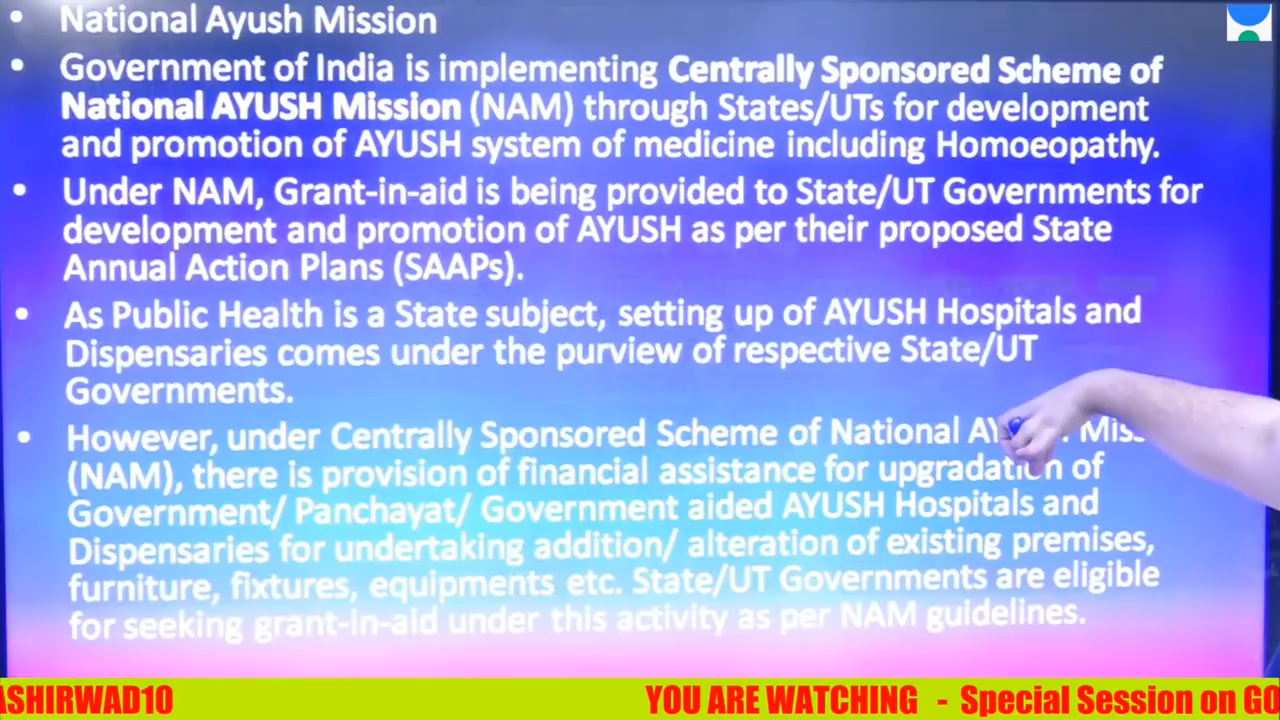 • National Ayush Mission
• Government of India is implementing Centrally Sponsored Scheme of
National AYUSH Mission (NAM) through States/UTs for development
and promotion of AYUSH system of medicine including Homoeopathy.
• Under NAM, Grant-in-aid is being provided to State/UT Governments for
development and promotion of AYUSH as per their proposed State
Annual Action Plans (SAAPs).
• As Public Health is a State subject, setting up of AYUSH Hospitals and
Dispensaries comes under the purview of respective State/UT
Governments.
• However, under Centrally Sponsored Scheme of National
(NAM), there is provision of financial assistance for upgradation of
Government/ Panchayat/ Government aided AYUSH Hospitals and
Dispensaries for undertaking addition/ alteration of existing premises,
furniture, fixtures, equipments etc. State/UT Governments are eligible
for seeking grant-in-aid under this activity as per NAM guidelines.
ASHIRWAD10 YOU ARE WATCHING - Special Session on GO